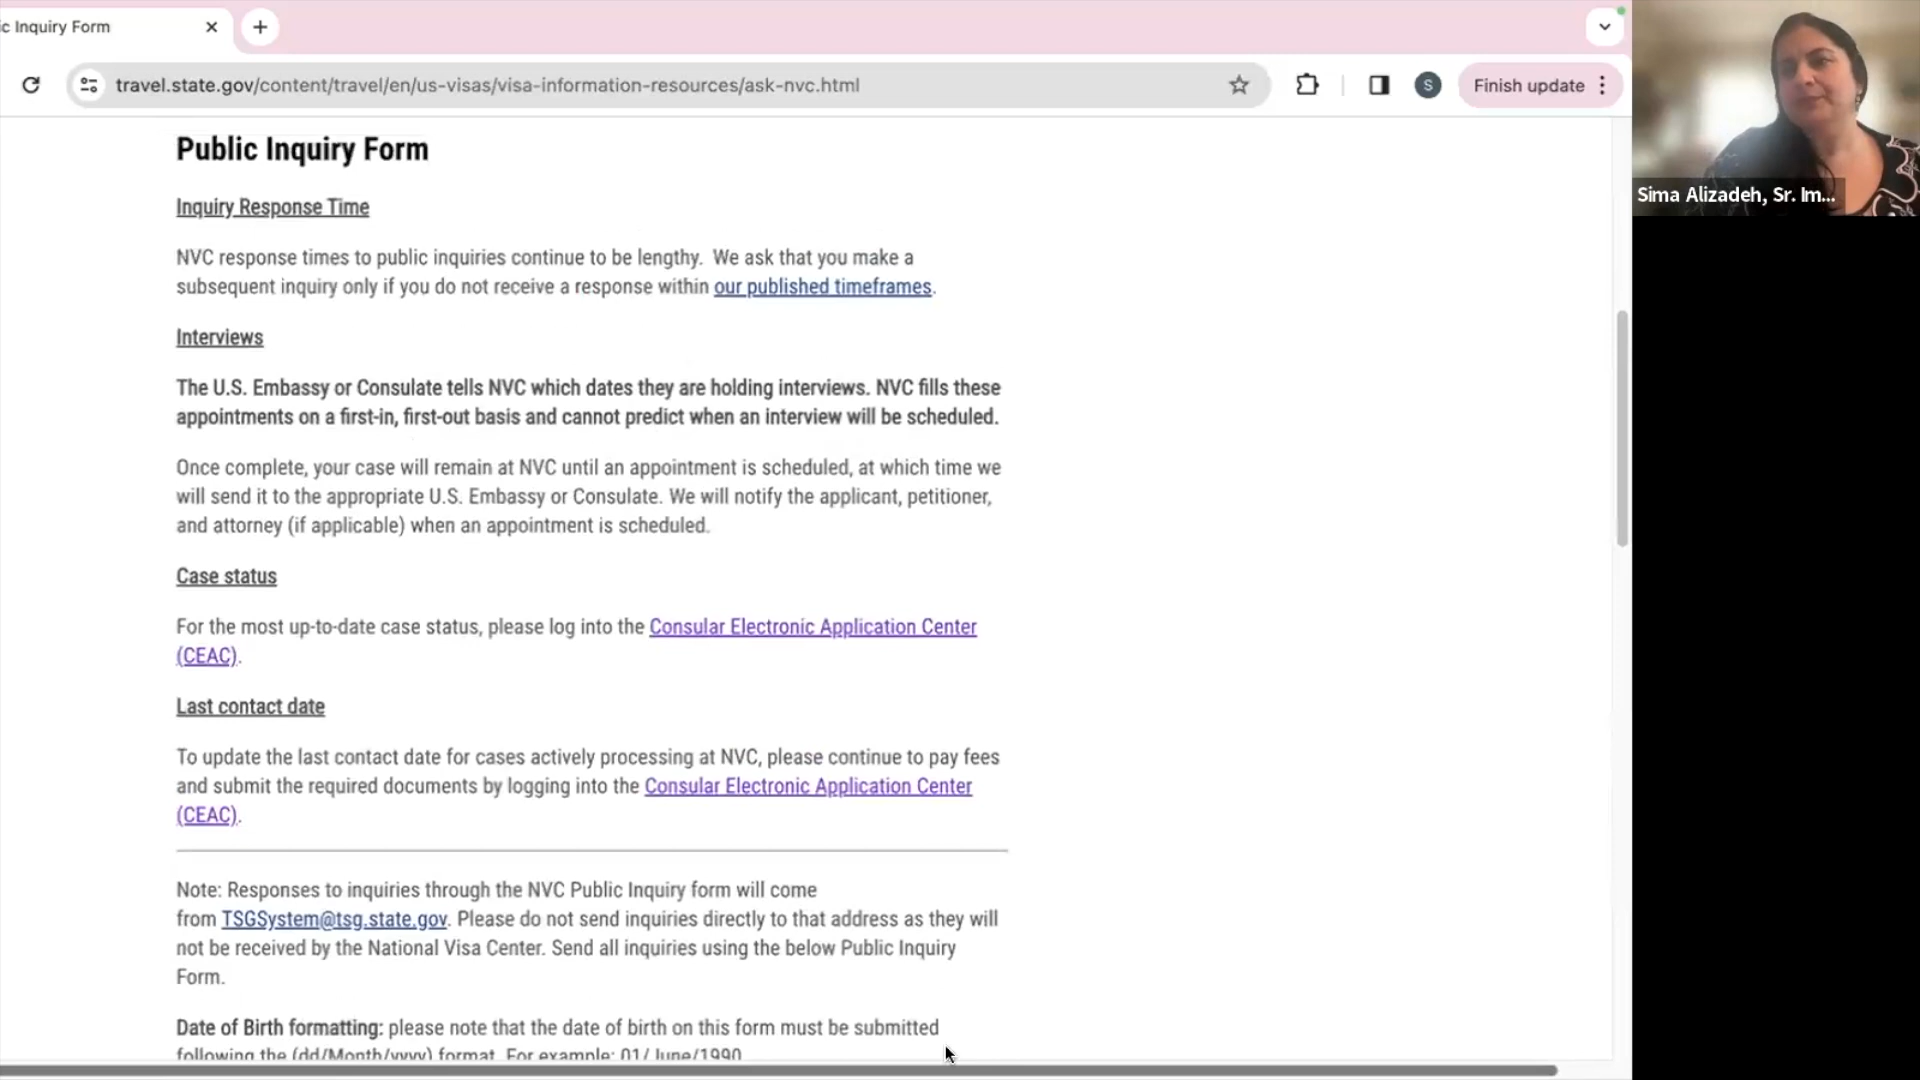 c Inquiry Form
travel.state.gov/content/travel/en/us-visas/visa-information-resources/ask-nvc.html
S
Finish update
Sima Alizadeh, Sr. Im...
Public Inquiry Form
Inquiry Response Time
NVC response times to public inquiries continue to be lengthy. We ask that you make a
subsequent inquiry only if you do not receive a response within our published timeframes.
Interviews
The U.S. Embassy or Consulate tells NVC which dates they are holding interviews. NVC fills these
appointments on a first-in, first-out basis and cannot predict when an interview will be scheduled.
Once complete, your case will remain at NVC until an appointment is scheduled, at which time we
will send it to the appropriate U.S. Embassy or Consulate. We will notify the applicant, petitioner,
and attorney (if applicable) when an appointment is scheduled.
Case status
For the most up-to-date case status, please log into the Consular Electronic Application Center
(CEAC).
Last contact date
To update the last contact date for cases actively processing at NVC, please continue to pay fees
and submit the required documents by logging into the Consular Electronic Application Center
(CEAC).
Note: Responses to inquiries through the NVC Public Inquiry form will come
from TSGSystem@tsg.state.gov. Please do not send inquiries directly to that address as they will
not be received by the National Visa Center. Send all inquiries using the below Public Inquiry
Form.
Date of Birth formatting: please note that the date of birth on this form must be submitted
following the (dd/Month/yyyy) format. For example: 01/June/1990